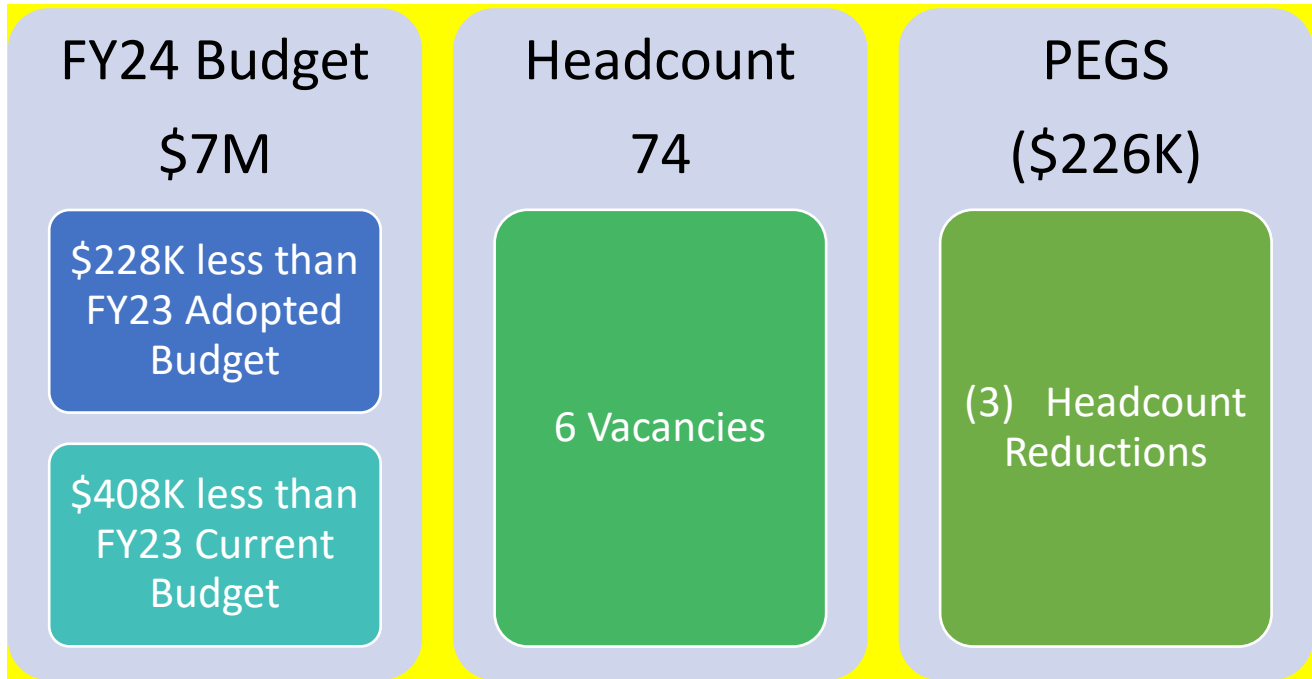 FY24 Budget
$7M
$228K less than
FY23 Adopted
Budget
$408K less than
FY23 Current
Budget
Headcount
74
6 Vacancies
PEGS
($226K)
(3) Headcount
Reductions